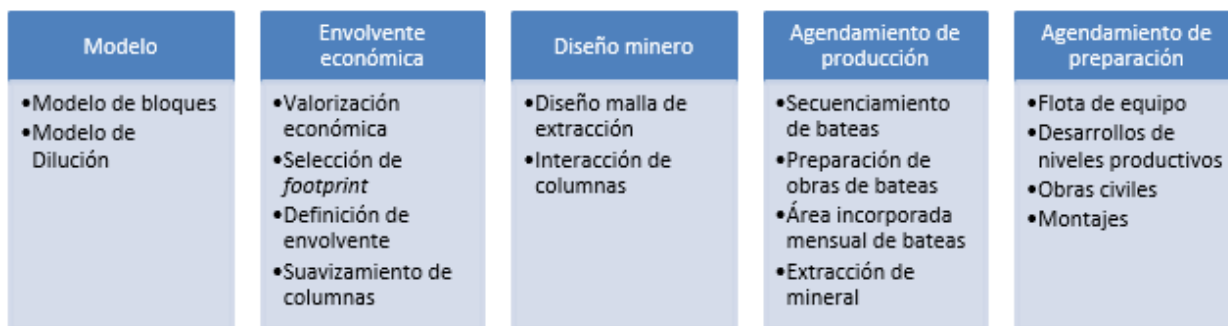 Modelo
•Modelo de bloques
•Modelo de
Dilución
Envolvente
económica
•Valorización
económica
•Selección de
footprint
•Definición de
envolvente
•Suavizamiento de
columnas
Diseño minero
•Diseño malla de
extracción
•Interacción de
columnas
Agendamiento de
producción
•Secuenciamiento
de bateas
•Preparación de
obras de bateas
•Área incorporada
mensual de bateas
•Extracción de
mineral
Agendamiento de
preparación
•Flota de equipo
•Desarrollos de
niveles productivos
•Obras civiles
•Montajes